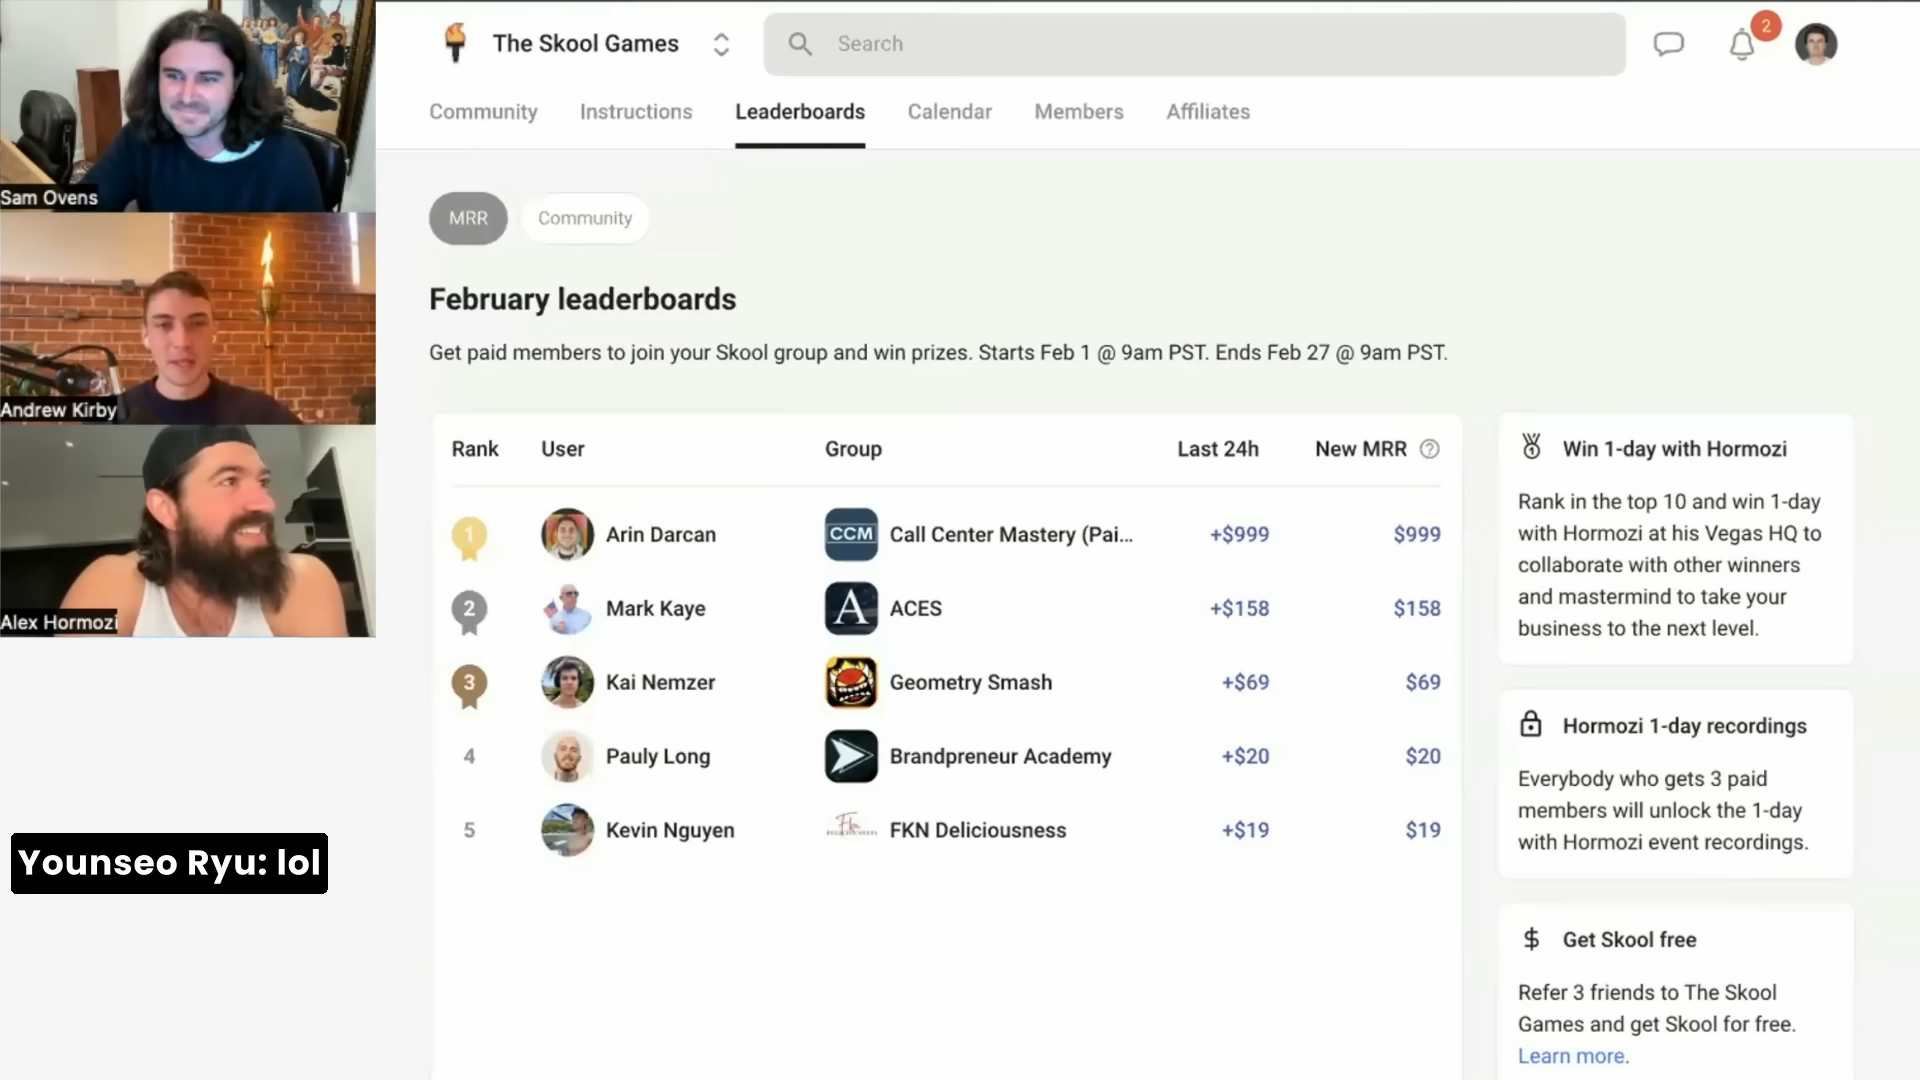 Sam Ovens
Andrew Kirby
Alex Hormozi
Younseo Ryu: lol
The Skool Games
Search
2
Community Instructions Leaderboards Calendar Members Affiliates
MRR Community
February leaderboards
Get paid members to join your Skool group and win prizes. Starts Feb 1 @ 9am PST. Ends Feb 27 @ 9am PST.
Rank User Group Last 24h New MRR ?
1 Arin Darcan CCM Call Center Mastery (Pai... +$999 $999
2 Mark Kaye A ACES +$158 $158
3 Kai Nemzer Geometry Smash +$69 $69
4 Pauly Long Brandpreneur Academy +$20 $20
5 Kevin Nguyen Fkn FKN Deliciousness +$19 $19
Win 1-day with Hormozi
Rank in the top 10 and win 1-day
with Hormozi at his Vegas HQ to
collaborate with other winners
and mastermind to take your
business to the next level.
Hormozi 1-day recordings
Everybody who gets 3 paid
members will unlock the 1-day
with Hormozi event recordings.
$ Get Skool free
Refer 3 friends to The Skool
Games and get Skool for free.
Learn more.